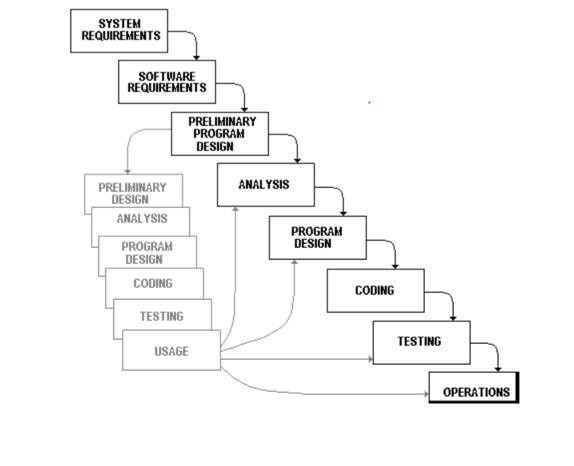 SYSTEM
REQUIREMENTS
SOFTWARE
REQUIREMENTS
PRELIMINARY
PROGRAM
DESIGN
ANALYSIS
PROGRAM
DESIGN
CODING
TESTING
OPERATIONS
PRELIMINARY
DESIGN
ANALYSIS
PROGRAM
DESIGN
CODING
TESTING
USAGE